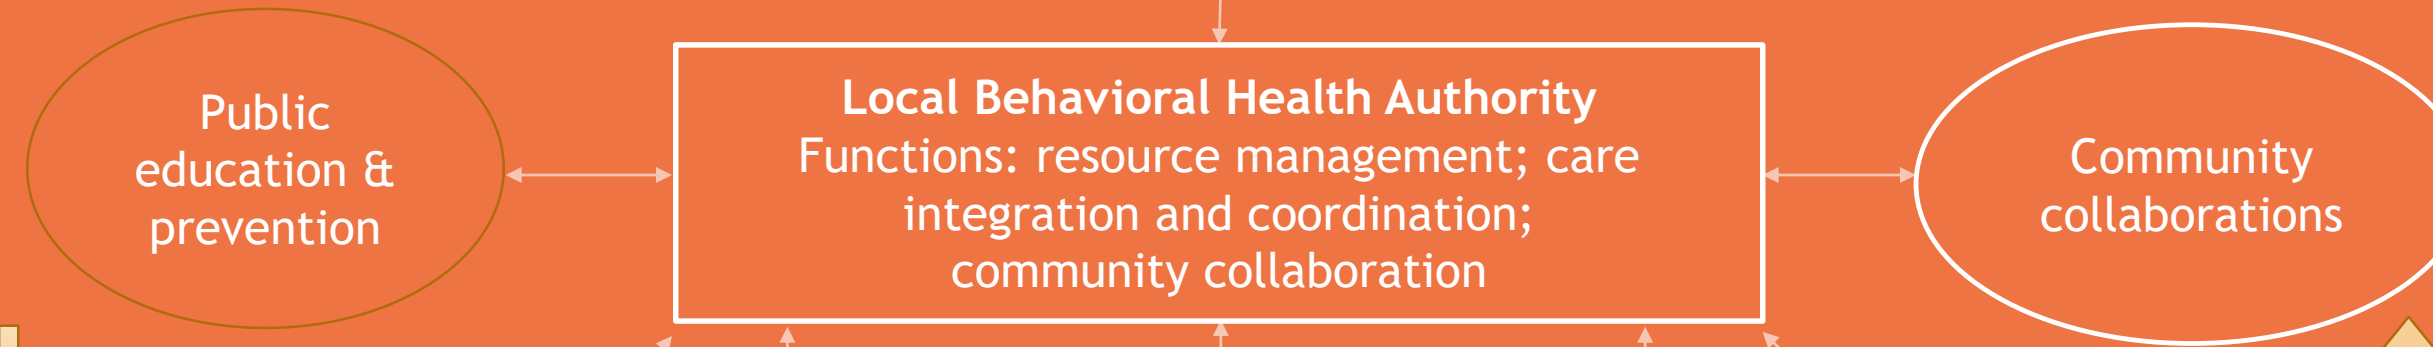 Public
education &
prevention
Local Behavioral Health Authority
Functions: resource management; care
integration and coordination;
community collaboration
Community
collaborations